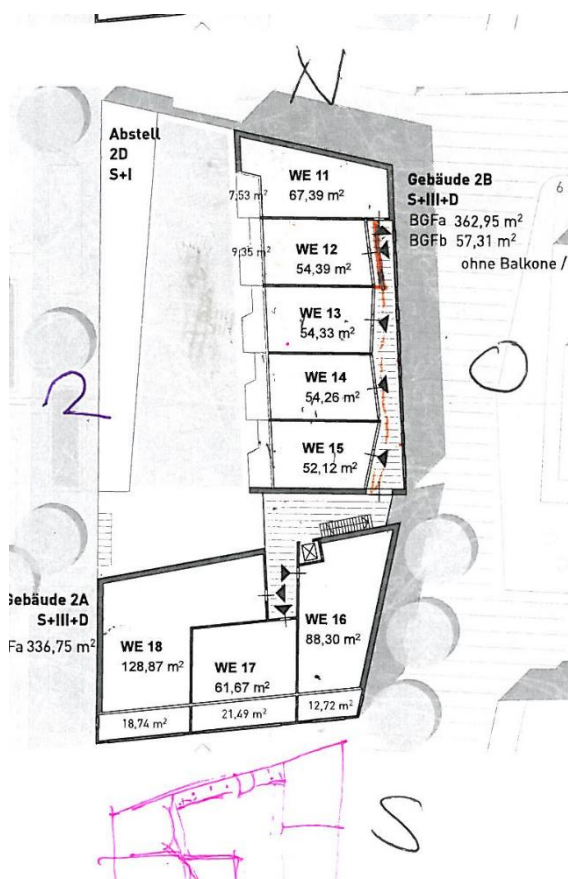 N
Abstell
2D
S+I
WE 11
67,39 m²
7,53 m²
Gebäude 2B
S+III+D
BGFa 362,95 m²
BGFb 57,31 m²
ohne Balkone /
6
WE 12
54,39 m²
9,35 m²
WE 13
54,33 m²
WE 14
54,26 m²
WE 15
52,12 m²
2
O
Gebäude 2A
S+III+D
Fa 336,75 m²
WE 16
88,30 m²
WE 18
128,87 m²
WE 17
61,67 m²
18,74 m²
21,49 m²
12,72 m²
S